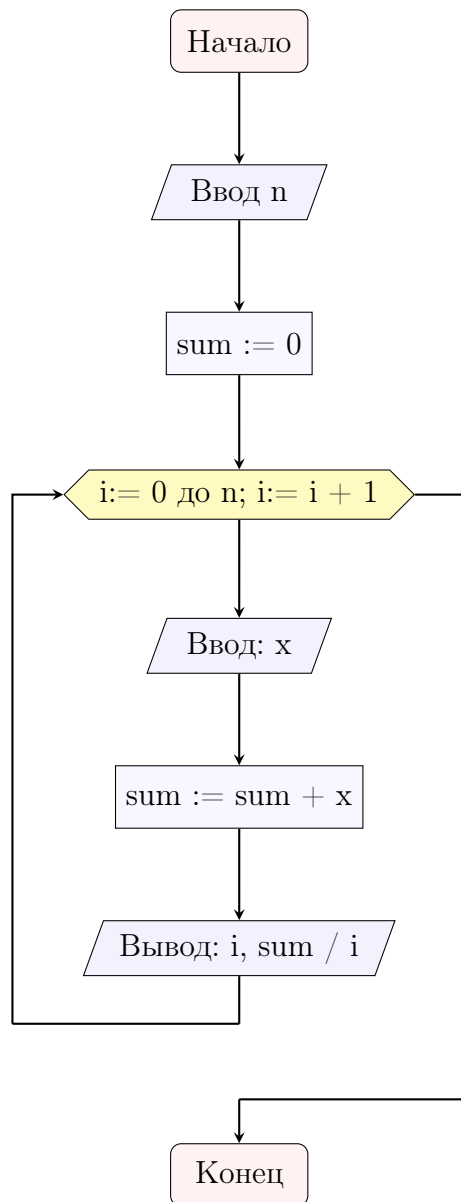 Начало
Ввод n
sum := 0
i:= 0 до n; i:= i + 1
Ввод: x
sum := sum + x
Вывод: i, sum / i
Конец